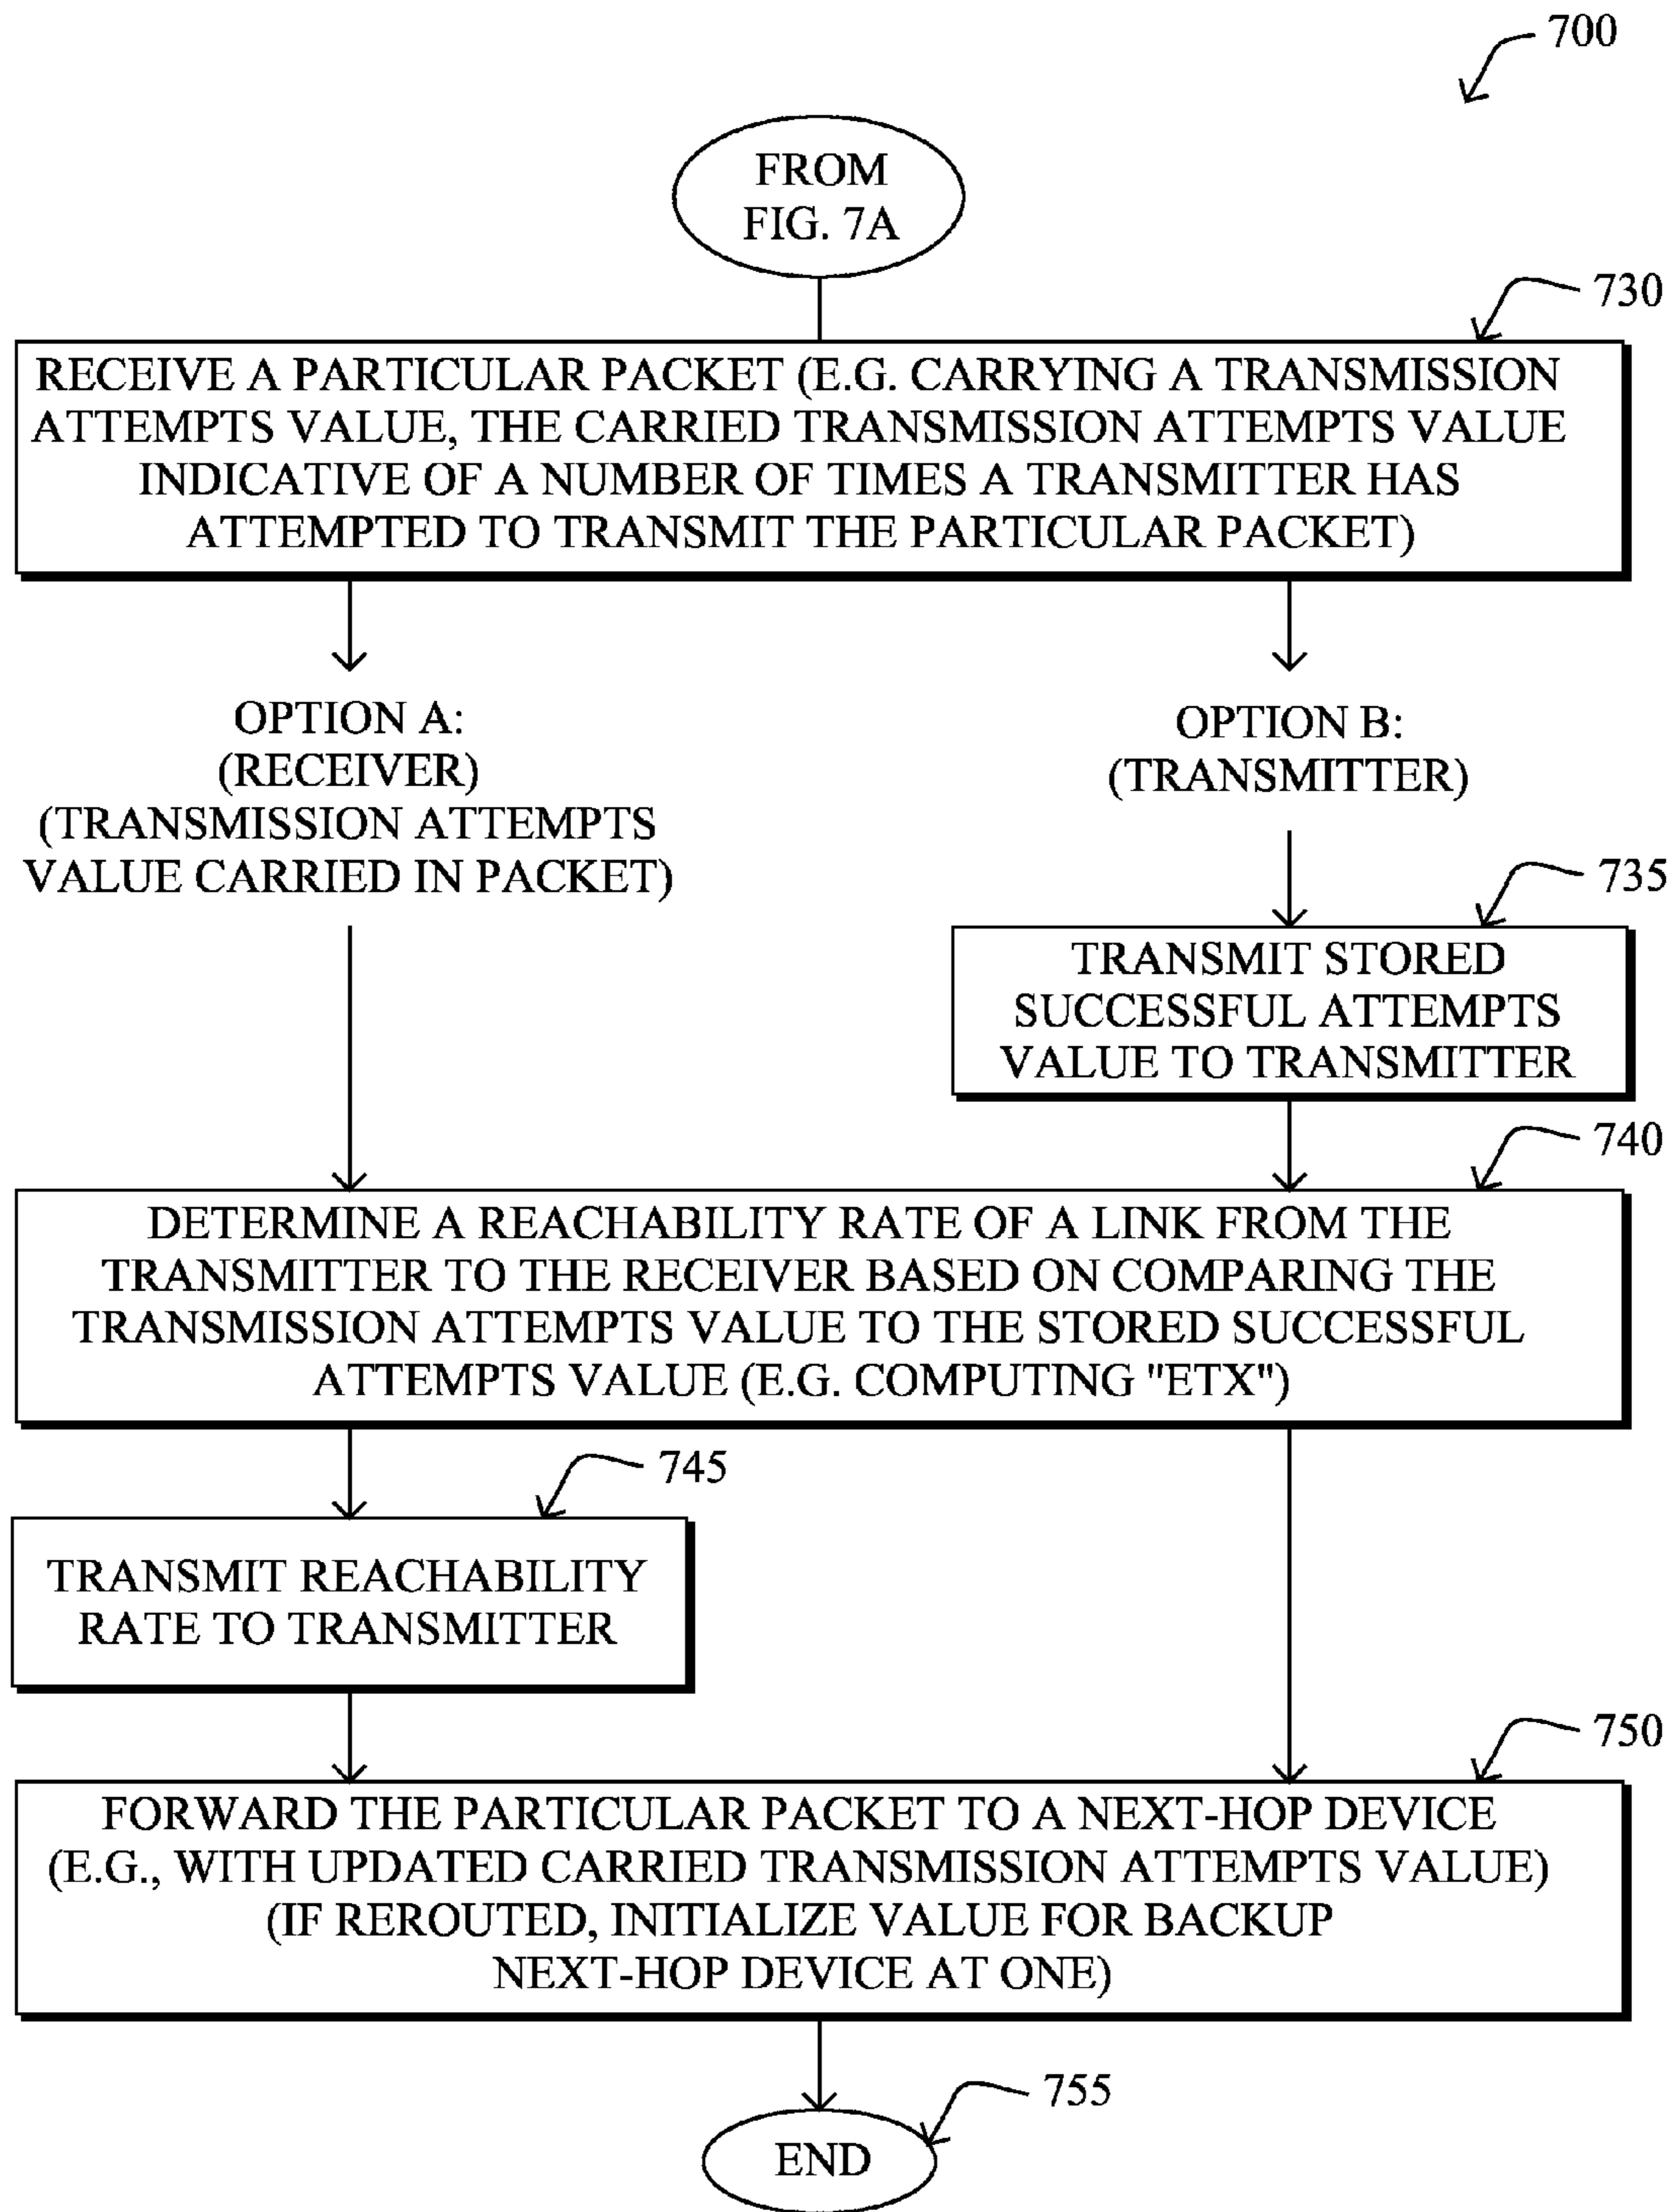 700
FROM
FIG. 7A
730
RECEIVE A PARTICULAR PACKET (E.G. CARRYING A TRANSMISSION
ATTEMPTS VALUE, THE CARRIED TRANSMISSION ATTEMPTS VALUE
INDICATIVE OF A NUMBER OF TIMES A TRANSMITTER HAS
ATTEMPTED TO TRANSMIT THE PARTICULAR PACKET)
OPTION A:
(RECEIVER)
(TRANSMISSION ATTEMPTS
VALUE CARRIED IN PACKET)
OPTION B:
(TRANSMITTER)
735
TRANSMIT STORED
SUCCESSFUL ATTEMPTS
VALUE TO TRANSMITTER
740
DETERMINE A REACHABILITY RATE OF A LINK FROM THE
TRANSMITTER TO THE RECEIVER BASED ON COMPARING THE
TRANSMISSION ATTEMPTS VALUE TO THE STORED SUCCESSFUL
ATTEMPTS VALUE (E.G. COMPUTING "ETX")
745
TRANSMIT REACHABILITY
RATE TO TRANSMITTER
750
FORWARD THE PARTICULAR PACKET TO A NEXT-HOP DEVICE
(E.G., WITH UPDATED CARRIED TRANSMISSION ATTEMPTS VALUE)
(IF REROUTED, INITIALIZE VALUE FOR BACKUP
NEXT-HOP DEVICE AT ONE)
755
END